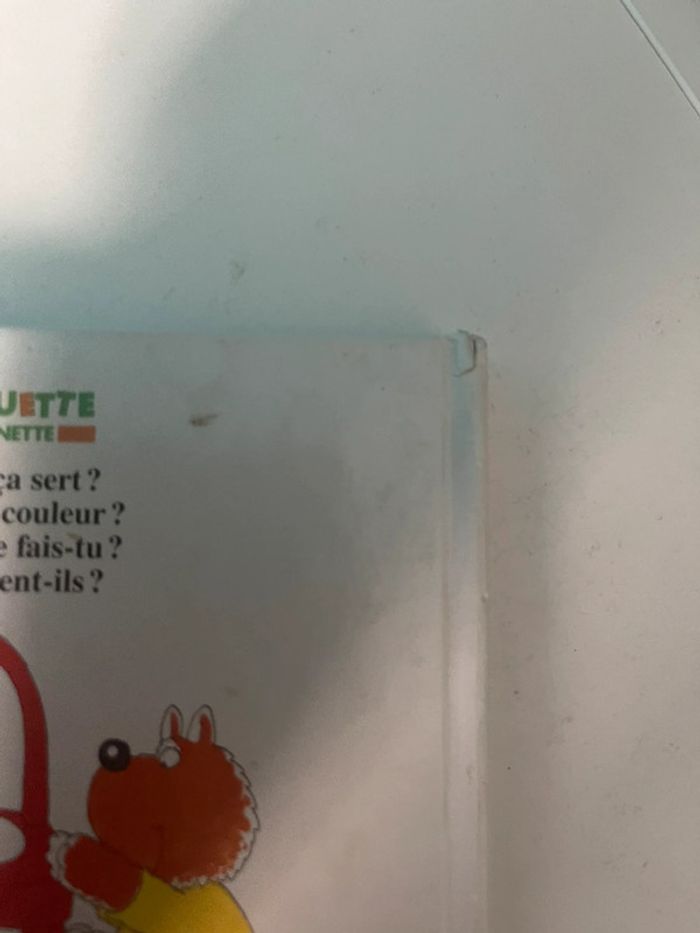 UETTE
NETTE
ça sert ?
couleur ?
e fais-tu ?
ent-ils ?